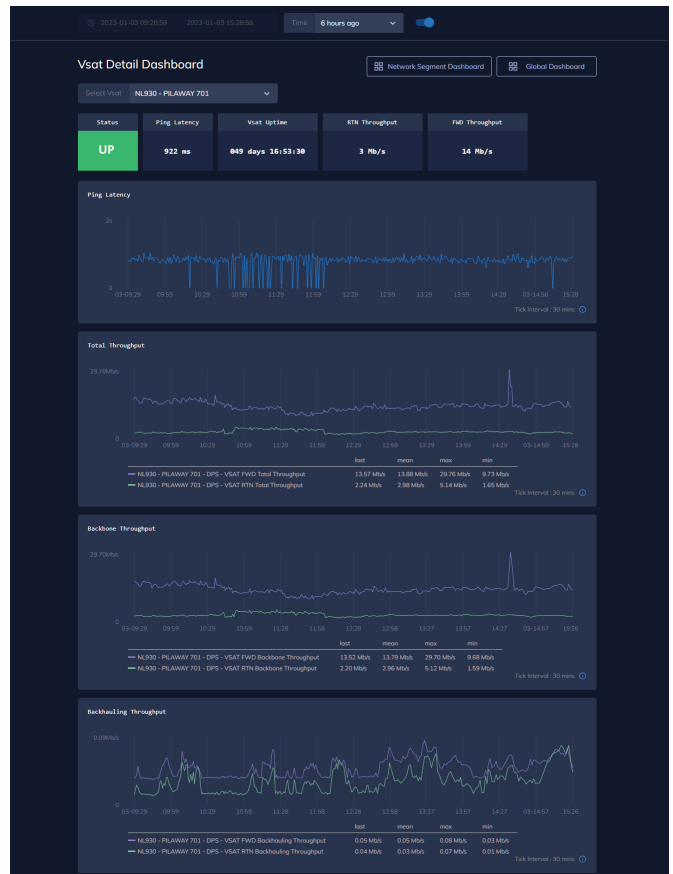 2023-01-03 09:28:58 2023-01-03 15:28:58 Time 6 hours ago
Vsat Detail Dashboard
Network Segment Dashboard Global Dashboard
Select Vsat NL930 - PILAWAY 701
Status Ping Latency Vsat Uptime RTN Throughput FWD Throughput
UP 922 ms 049 days 16:53:30 3 Mb/s 14 Mb/s
Ping Latency
2s
0
03-09:29 09:59 10:29 10:59 11:29 11:59 12:29 12:59 13:29 13:59 14:29 03-14:58 15:28
Tick Interval : 30 mins
Total Throughput
29.76Mb/s
0
03-09:29 09:59 10:29 10:59 11:29 11:59 12:29 12:59 13:29 13:59 14:29 03-14:59 15:28
last mean max min
NL930 - PILAWAY 701 - DPS - VSAT FWD Total Throughput 13.57 Mb/s 13.88 Mb/s 29.76 Mb/s 9.73 Mb/s
NL930 - PILAWAY 701 - DPS - VSAT RTN Total Throughput 2.24 Mb/s 2.98 Mb/s 5.14 Mb/s 1.65 Mb/s
Tick Interval : 30 mins
Backbone Throughput
29.70Mb/s
0
03-09:29 09:59 10:29 10:58 11:28 11:58 12:28 12:58 13:27 13:57 14:27 03-14:57 15:26
last mean max min
NL930 - PILAWAY 701 - DPS - VSAT FWD Backbone Throughput 13.52 Mb/s 13.79 Mb/s 29.70 Mb/s 9.68 Mb/s
NL930 - PILAWAY 701 - DPS - VSAT RTN Backbone Throughput 2.20 Mb/s 2.96 Mb/s 5.12 Mb/s 1.59 Mb/s
Tick Interval : 30 mins
Backhauling Throughput
0.09Mb/s
0
03-09:29 09:59 10:29 10:58 11:28 11:58 12:28 12:58 13:27 13:57 14:27 03-14:57 15:26
last mean max min
NL930 - PILAWAY 701 - DPS - VSAT FWD Backhauling Throughput 0.05 Mb/s 0.05 Mb/s 0.08 Mb/s 0.03 Mb/s
NL930 - PILAWAY 701 - DPS - VSAT RTN Backhauling Throughput 0.04 Mb/s 0.03 Mb/s 0.07 Mb/s 0.01 Mb/s
Tick Interval : 30 mins